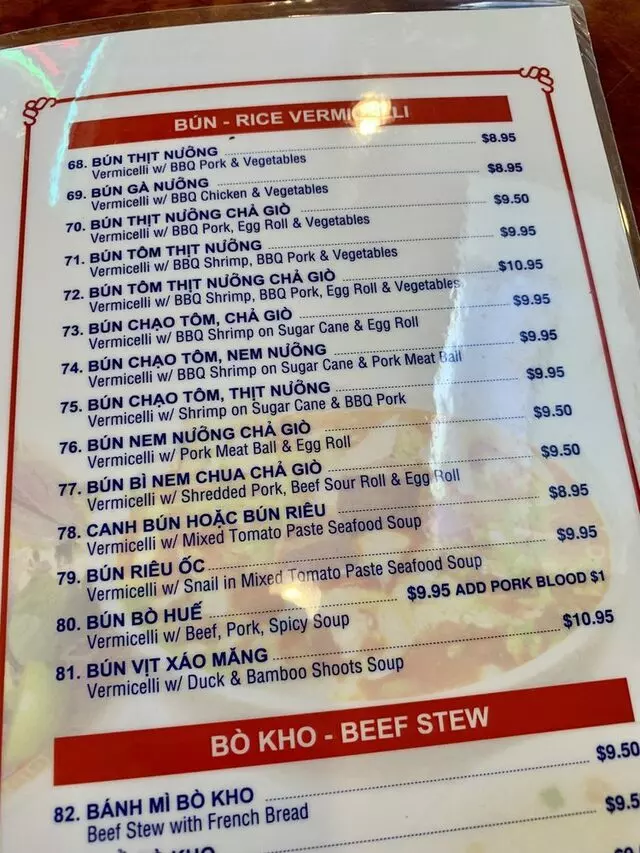 BÚN - RICE VERMICELLI
68. BÚN THỊT NƯỚNG $8.95
Vermicelli w/ BBQ Pork & Vegetables
69. BÚN GÀ NƯỚNG $8.95
Vermicelli w/ BBQ Chicken & Vegetables
70. BÚN THỊT NƯỚNG CHẢ GIÒ $9.50
Vermicelli w/ BBQ Pork, Egg Roll & Vegetables
71. BÚN TÔM THỊT NƯỚNG $9.95
Vermicelli w/ BBQ Shrimp, BBQ Pork & Vegetables
72. BÚN TÔM THỊT NƯỚNG CHẢ GIÒ $10.95
Vermicelli w/ BBQ Shrimp, BBQ Pork, Egg Roll & Vegetables
73. BÚN CHẠO TÔM, CHẢ GIÒ $9.95
Vermicelli w/ BBQ Shrimp on Sugar Cane & Egg Roll
74. BÚN CHẠO TÔM, NEM NƯỚNG $9.95
Vermicelli w/ BBQ Shrimp on Sugar Cane & Pork Meat Ball
75. BÚN CHẠO TÔM, THỊT NƯỚNG $9.95
Vermicelli w/ Shrimp on Sugar Cane & BBQ Pork
76. BÚN NEM NƯỚNG CHẢ GIÒ $9.50
Vermicelli w/ Pork Meat Ball & Egg Roll
77. BÚN BÌ NEM CHUA CHẢ GIÒ $9.50
Vermicelli w/ Shredded Pork, Beef Sour Roll & Egg Roll
78. CANH BÚN HOẶC BÚN RIÊU $8.95
Vermicelli w/ Mixed Tomato Paste Seafood Soup
79. BÚN RIÊU ỐC $9.95
Vermicelli w/ Snail in Mixed Tomato Paste Seafood Soup
80. BÚN BÒ HUẾ $9.95 ADD PORK BLOOD $1
Vermicelli w/ Beef, Pork, Spicy Soup
81. BÚN VỊT XÁO MĂNG $10.95
Vermicelli w/ Duck & Bamboo Shoots Soup
BÒ KHO - BEEF STEW
82. BÁNH MÌ BÒ KHO $9.50
Beef Stew with French Bread
$9.5